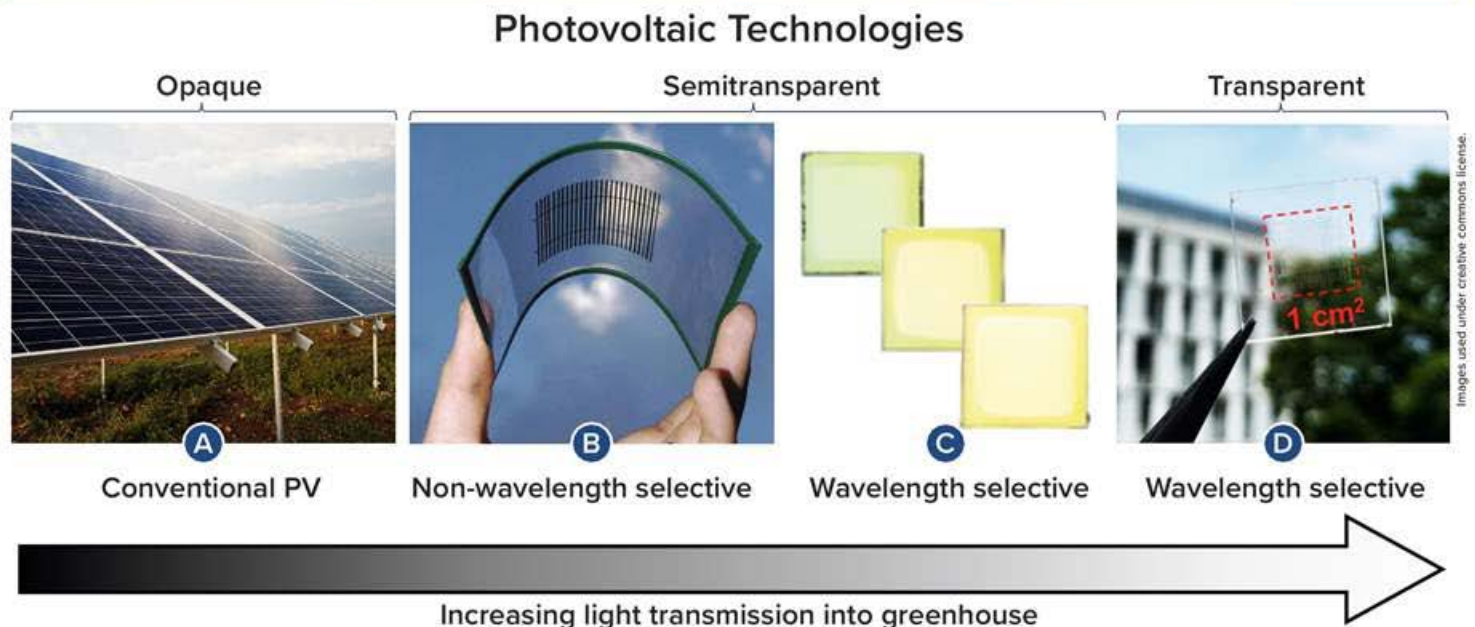 Photovoltaic Technologies
Opaque
Semitransparent
Transparent
1 cm²
Images used under creative commons license.
A
B
C
D
Conventional PV
Non-wavelength selective
Wavelength selective
Wavelength selective
Increasing light transmission into greenhouse